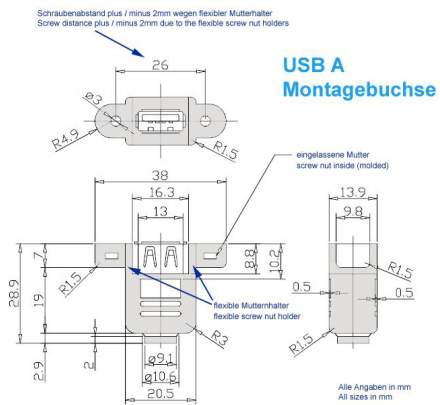 Schraubenabstand plus / minus 2mm wegen flexibler Mutterhalter
Screw distance plus / minus 2mm due to the flexible screw nut holders
USB A
Montagebuchse
26
ø3
R4.9
R1.5
eingelassene Mutter
screw nut inside (molded)
38
16.3
13
13.9
9.8
7
8.8
10.2
R1.5
R1.5
28.9
19
0.5
0.5
flexible Mutternhalter
flexible screw nut holder
R3
R1.5
2.9
2
ø9.1
ø10.6
20.5
Alle Angaben in mm
All sizes in mm